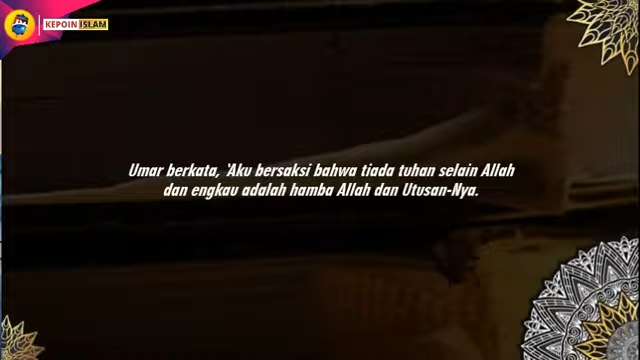 KEPOIN ISLAM
Umar berkata, 'Aku bersaksi bahwa tiada tuhan selain Allah
dan engkau adalah hamba Allah dan Utusan-Nya.